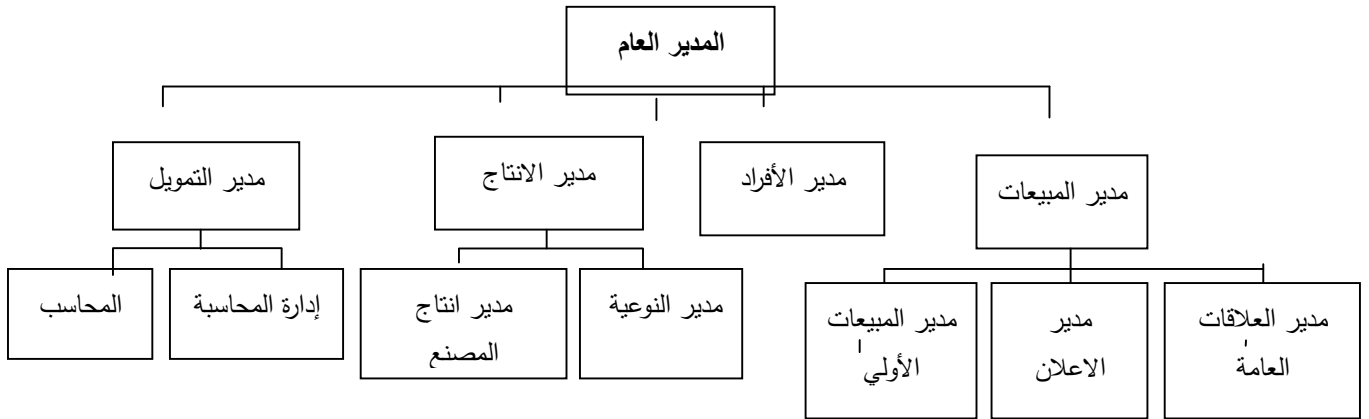 المدير العام
مدير المبيعات
مدير الأفراد
مدير الانتاج
مدير التمويل
مدير العلاقات
العامة
مدير
الاعلان
مدير المبيعات
الأولي
مدير النوعية
مدير انتاج
المصنع
إدارة المحاسبة
المحاسب